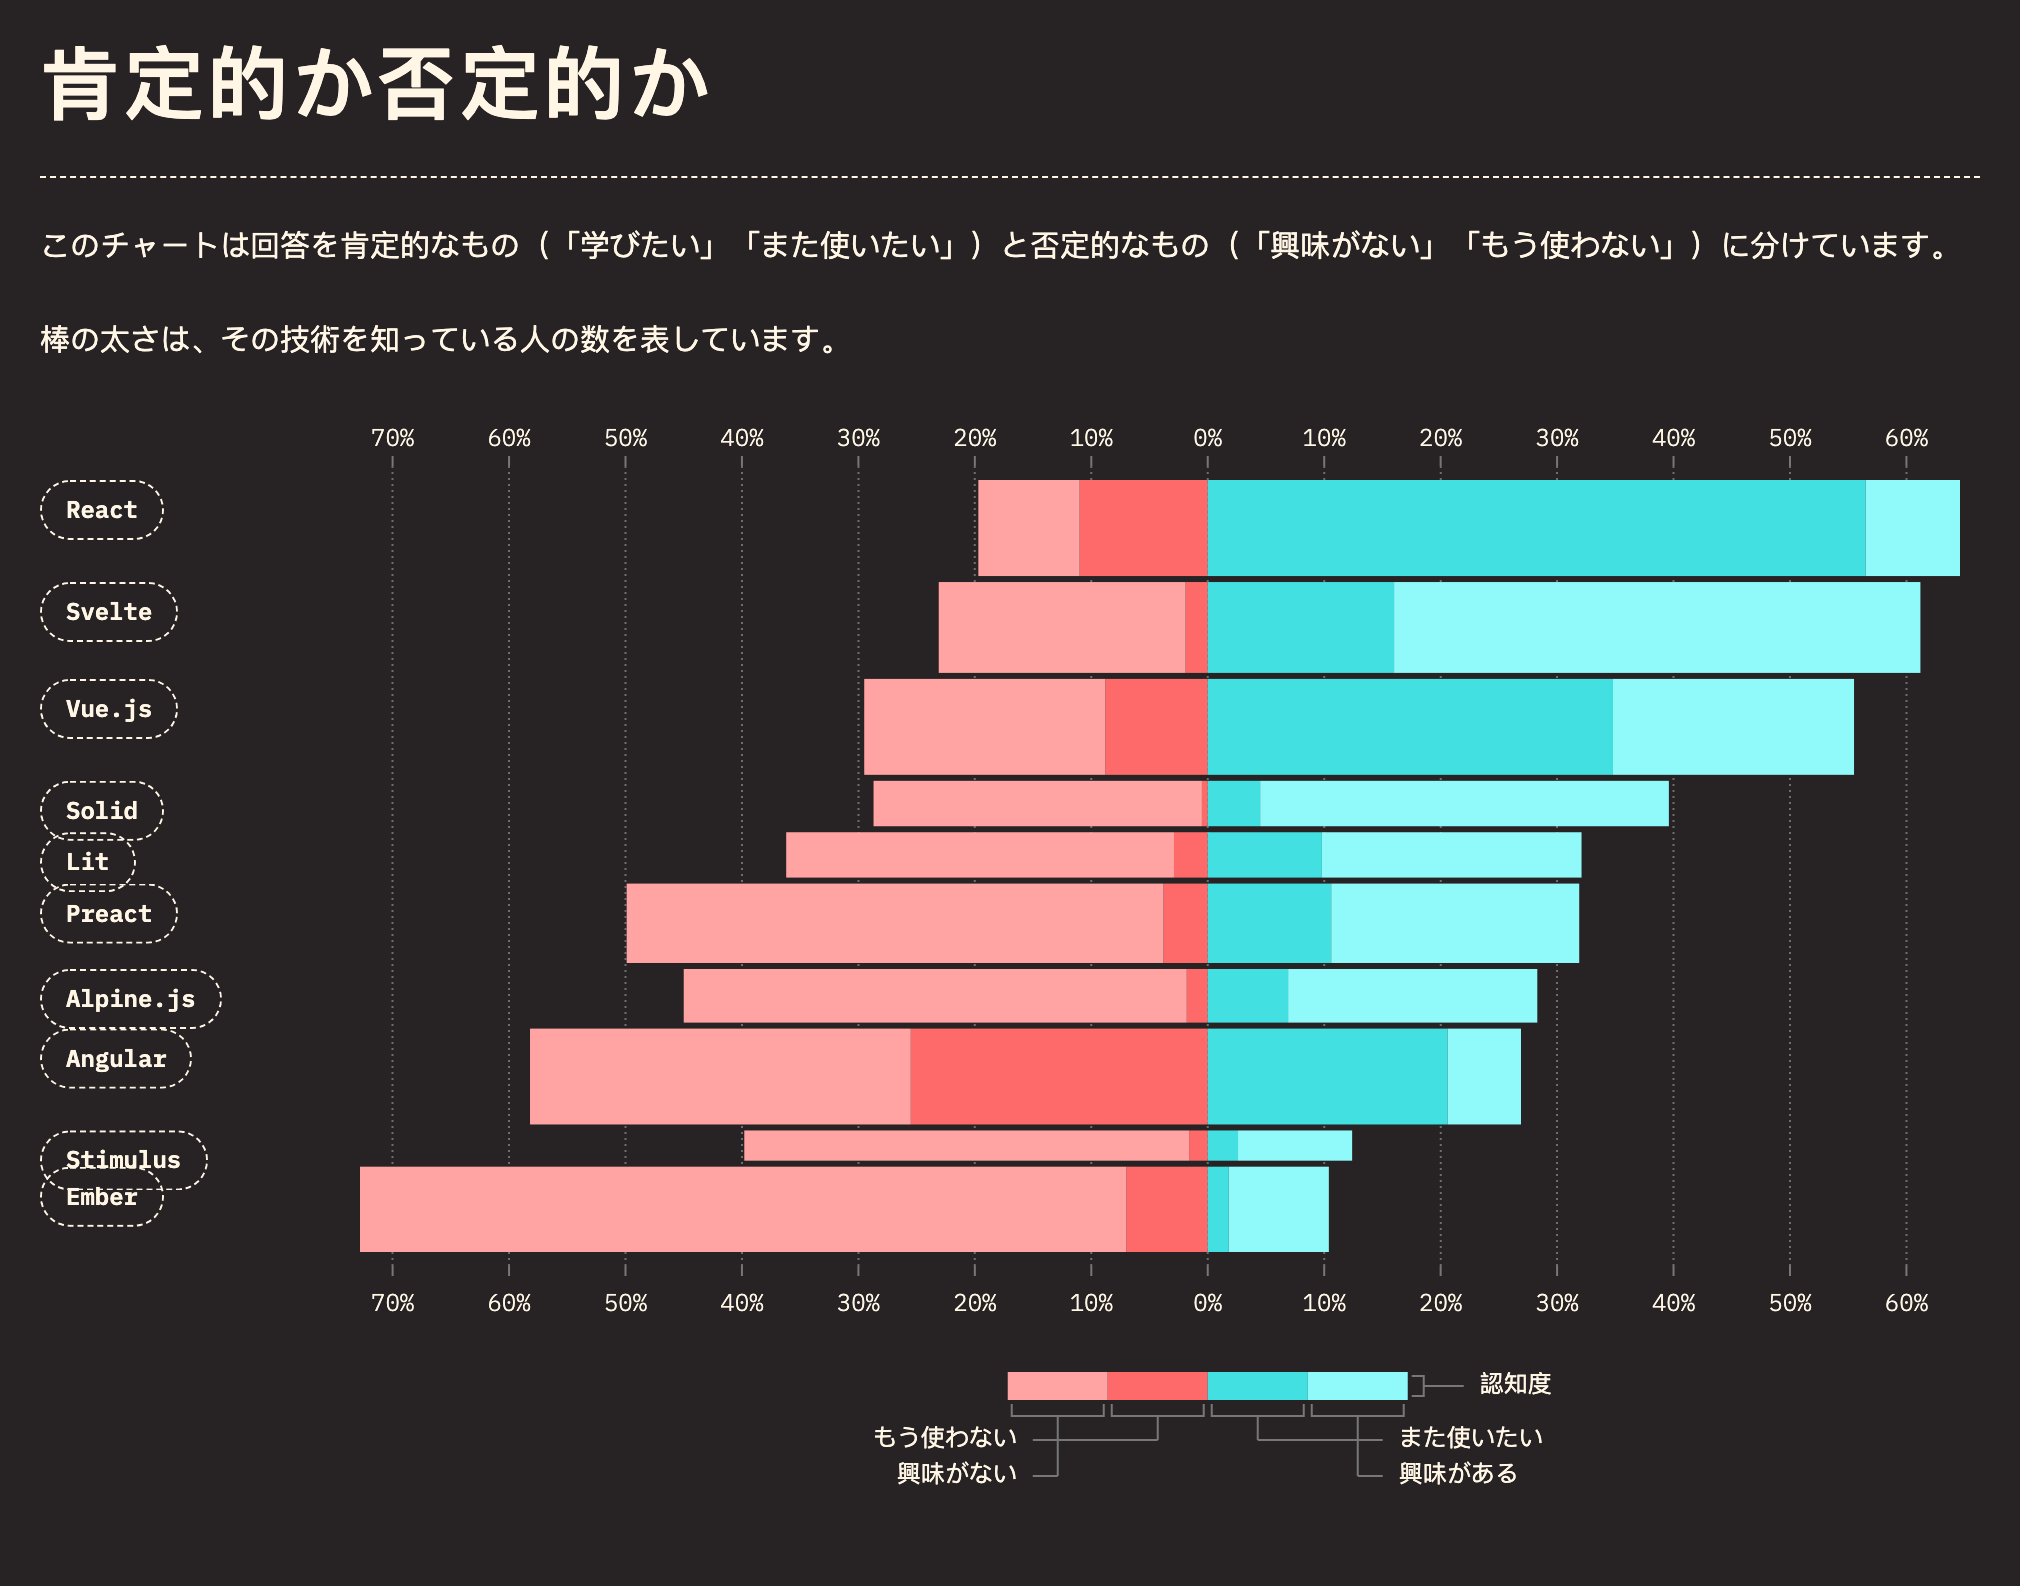 肯定的か否定的か
このチャートは回答を肯定的なもの（「学びたい」「また使いたい」）と否定的なもの（「興味がない」「もう使わない」）に分けています。
棒の太さは、その技術を知っている人の数を表しています。
70% 60% 50% 40% 30% 20% 10% 0% 10% 20% 30% 40% 50% 60%
React
Svelte
Vue.js
Solid
Lit
Preact
Alpine.js
Angular
Stimulus
Ember
70% 60% 50% 40% 30% 20% 10% 0% 10% 20% 30% 40% 50% 60%
認知度
もう使わない また使いたい
興味がない 興味がある